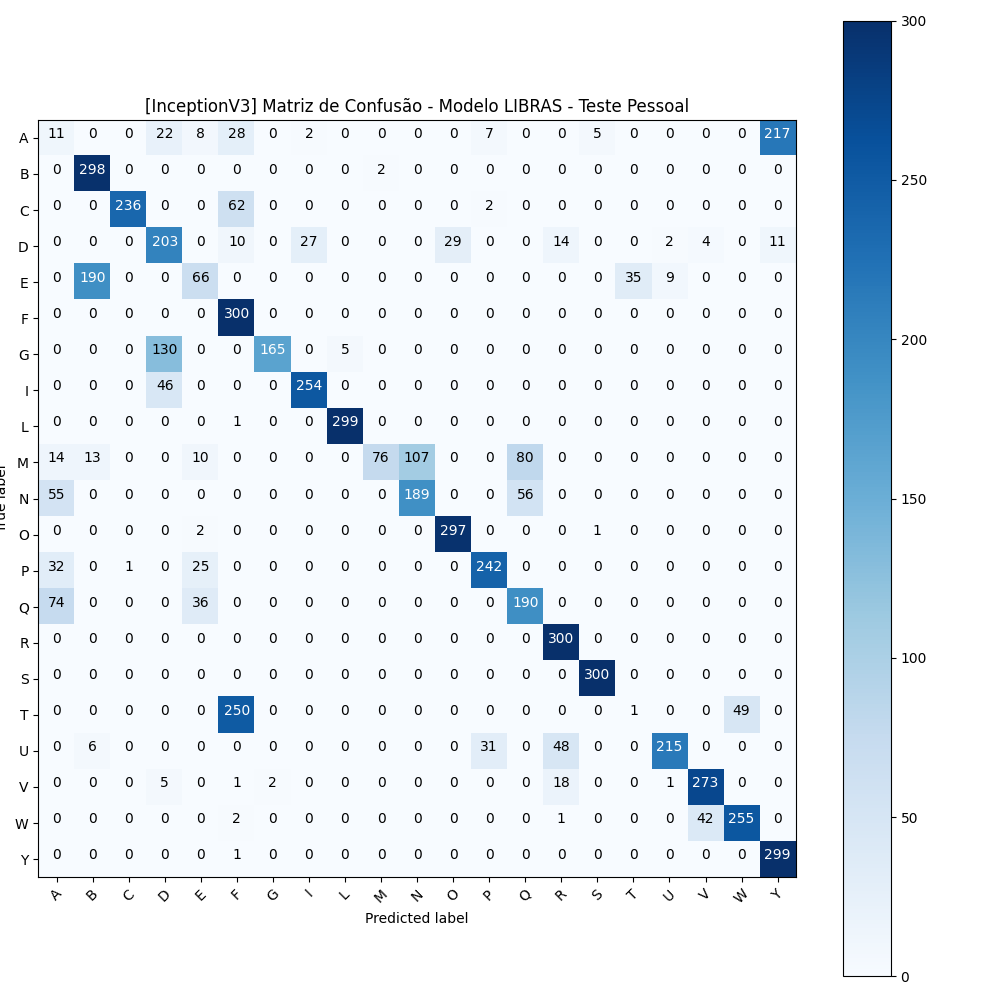 [InceptionV3] Matriz de Confusão - Modelo LIBRAS - Teste Pessoal
A 11 0 0 22 8 28 0 2 0 0 0 0 7 0 0 5 0 0 0 0 217
B 0 298 0 0 0 0 0 0 0 2 0 0 0 0 0 0 0 0 0 0 0
C 0 0 236 0 0 62 0 0 0 0 0 0 2 0 0 0 0 0 0 0 0
D 0 0 0 203 0 10 0 27 0 0 0 29 0 0 14 0 0 2 4 0 11
E 0 190 0 0 66 0 0 0 0 0 0 0 0 0 0 0 35 9 0 0 0
F 0 0 0 0 0 300 0 0 0 0 0 0 0 0 0 0 0 0 0 0 0
G 0 0 0 130 0 0 165 0 5 0 0 0 0 0 0 0 0 0 0 0 0
I 0 0 0 46 0 0 0 254 0 0 0 0 0 0 0 0 0 0 0 0 0
L 0 0 0 0 0 1 0 0 299 0 0 0 0 0 0 0 0 0 0 0 0
M 14 13 0 0 10 0 0 0 0 76 107 0 0 80 0 0 0 0 0 0 0
N 55 0 0 0 0 0 0 0 0 0 189 0 0 56 0 0 0 0 0 0 0
O 0 0 0 0 2 0 0 0 0 0 0 297 0 0 0 1 0 0 0 0 0
P 32 0 1 0 25 0 0 0 0 0 0 0 242 0 0 0 0 0 0 0 0
Q 74 0 0 0 36 0 0 0 0 0 0 0 0 190 0 0 0 0 0 0 0
R 0 0 0 0 0 0 0 0 0 0 0 0 0 0 300 0 0 0 0 0 0
S 0 0 0 0 0 0 0 0 0 0 0 0 0 0 0 300 0 0 0 0 0
T 0 0 0 0 0 250 0 0 0 0 0 0 0 0 0 0 1 0 0 49 0
U 0 6 0 0 0 0 0 0 0 0 0 0 31 0 48 0 0 215 0 0 0
V 0 0 0 5 0 1 2 0 0 0 0 0 0 0 18 0 0 1 273 0 0
W 0 0 0 0 0 2 0 0 0 0 0 0 0 0 1 0 0 0 42 255 0
Y 0 0 0 0 0 1 0 0 0 0 0 0 0 0 0 0 0 0 0 0 299
A B C D E F G I L M N O P Q R S T U V W Y
Predicted label
label
300
250
200
150
100
50
0